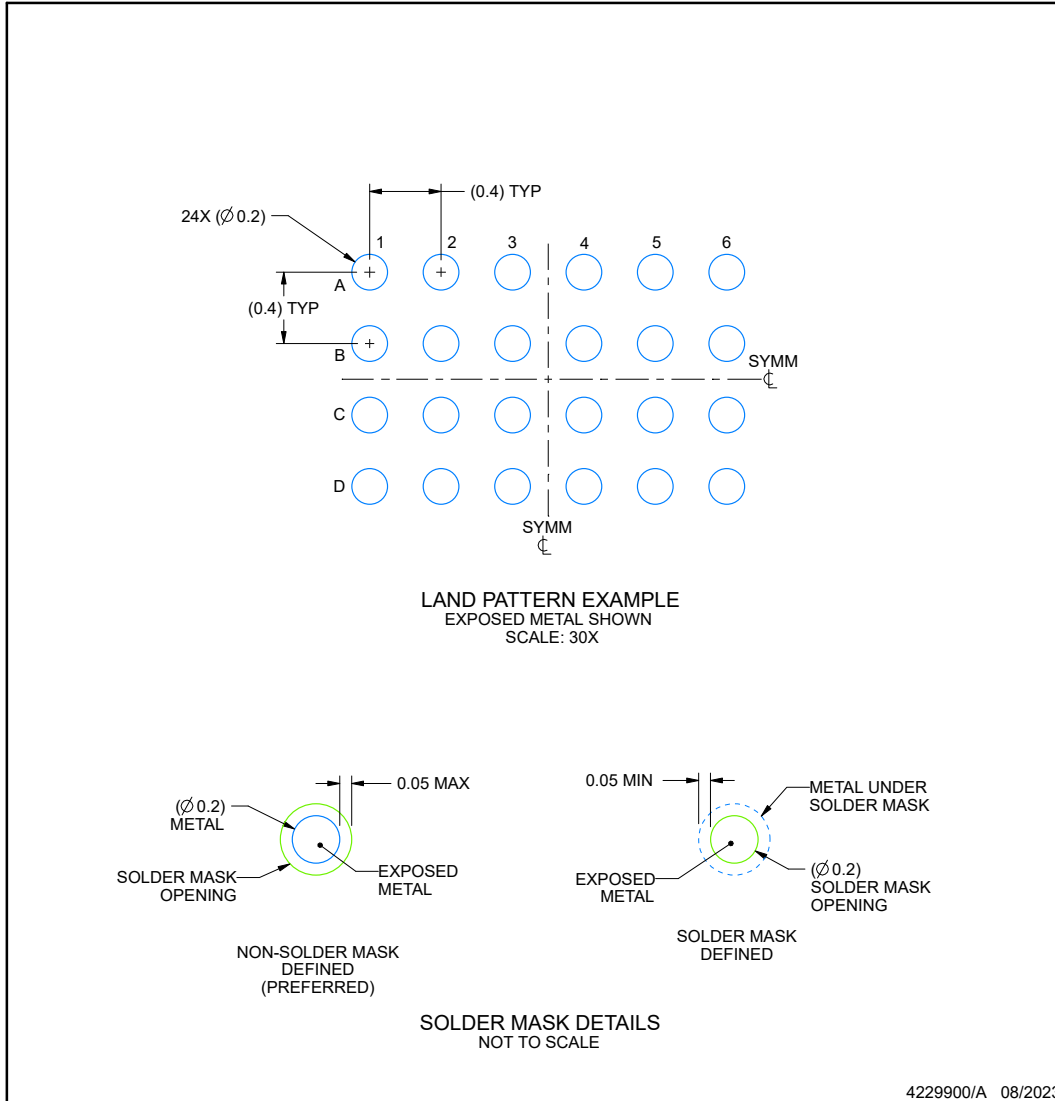 (0.4) TYP
24X (∅ 0.2)
1 2 3 4 5 6
A
(0.4) TYP
B
SYMM
℄
C
D
SYMM
℄
LAND PATTERN EXAMPLE
EXPOSED METAL SHOWN
SCALE: 30X
0.05 MAX
(∅ 0.2)
METAL
SOLDER MASK
OPENING
EXPOSED
METAL
NON-SOLDER MASK
DEFINED
(PREFERRED)
0.05 MIN
METAL UNDER
SOLDER MASK
EXPOSED
METAL
(∅ 0.2)
SOLDER MASK
OPENING
SOLDER MASK
DEFINED
SOLDER MASK DETAILS
NOT TO SCALE
4229900/A 08/2023